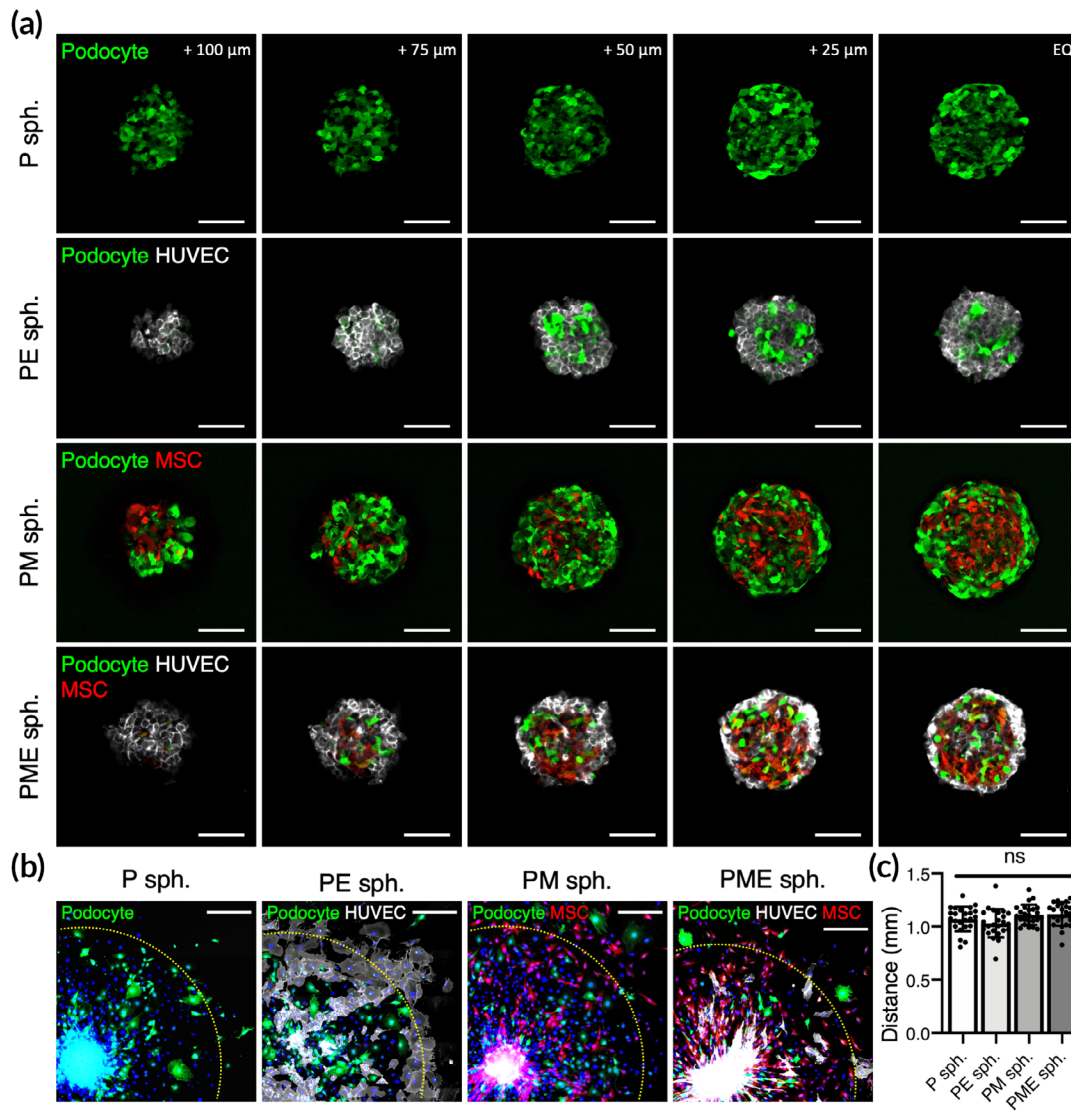 (a)
Podocyte
+ 100 µm
+ 75 µm
+ 50 µm
+ 25 µm
EQ
P sph.
Podocyte HUVEC
PE sph.
Podocyte MSC
PM sph.
Podocyte HUVEC
MSC
PME sph.
(b)
P sph.
PE sph.
PM sph.
PME sph.
Podocyte
Podocyte HUVEC
Podocyte MSC
Podocyte HUVEC MSC
(c)
ns
Distance (mm)
1.5
1.0
0.5
0.0
P sph.
PE sph.
PM sph.
PME sph.